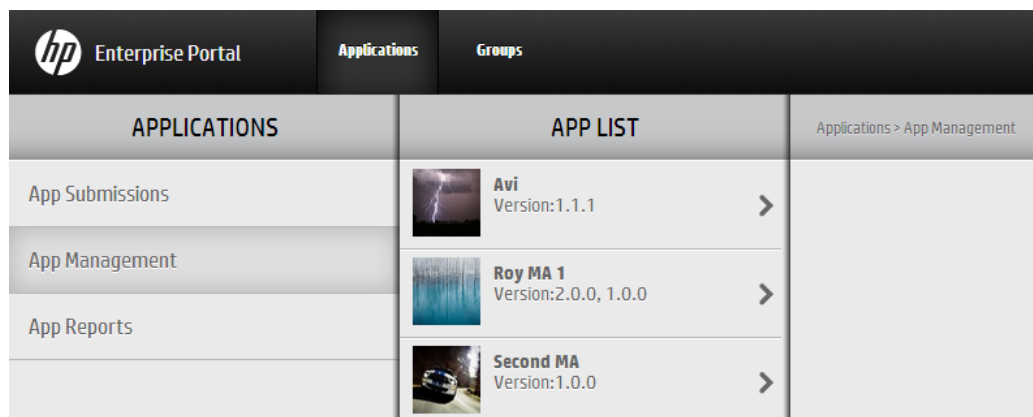 hp Enterprise Portal
Applications
Groups
APPLICATIONS
APP LIST
Applications > App Management
App Submissions
App Management
App Reports
Avi
Version:1.1.1
Roy MA 1
Version:2.0.0, 1.0.0
Second MA
Version:1.0.0